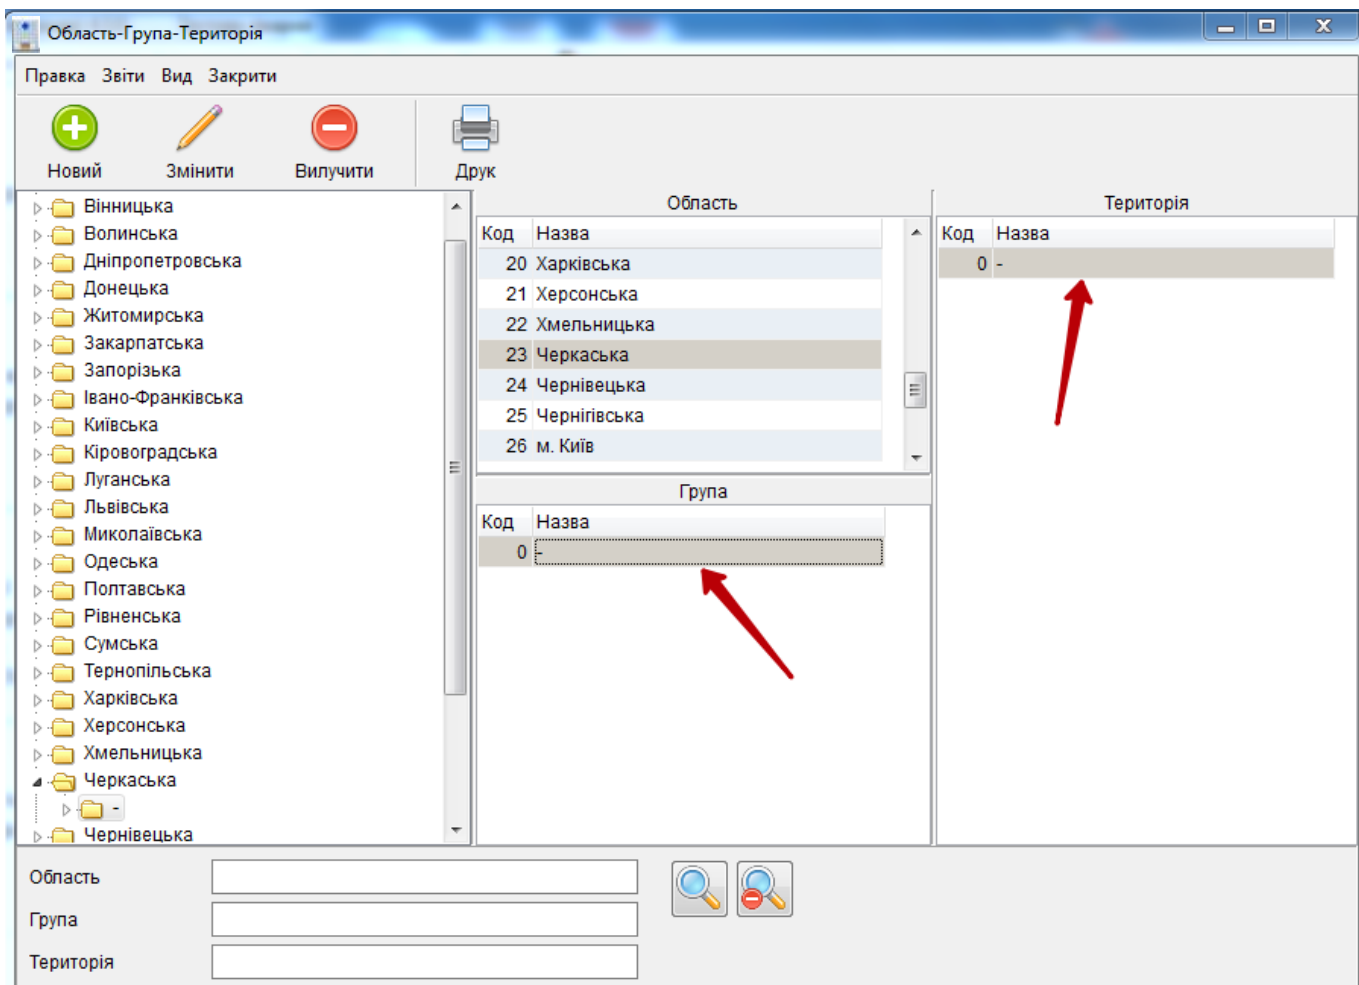 Область-Група-Територія
Правка Звіти Вид Закрити
Новий Змінити Вилучити Друк
Вінницька
Волинська
Дніпропетровська
Донецька
Житомирська
Закарпатська
Запорізька
Івано-Франківська
Київська
Кіровоградська
Луганська
Львівська
Миколаївська
Одеська
Полтавська
Рівненська
Сумська
Тернопільська
Харківська
Херсонська
Хмельницька
Черкаська
-
Чернівецька
Область
Код Назва
20 Харківська
21 Херсонська
22 Хмельницька
23 Черкаська
24 Чернівецька
25 Чернігівська
26 м. Київ
Група
Код Назва
0 -
Територія
Код Назва
0 -
Область
Група
Територія